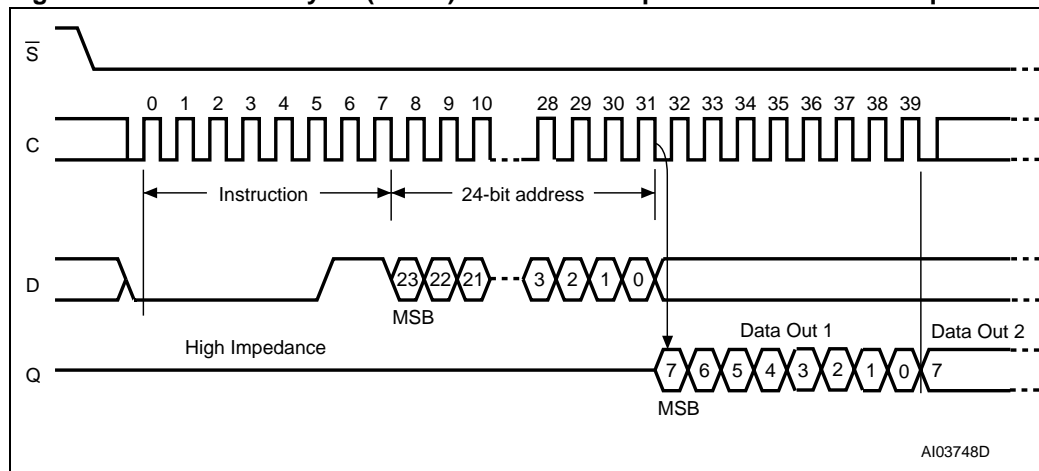 S
0 1 2 3 4 5 6 7 8 9 10 28 29 30 31 32 33 34 35 36 37 38 39
C
Instruction 24-bit address
D 23 22 21 3 2 1 0
MSB
High Impedance Data Out 1 Data Out 2
Q 7 6 5 4 3 2 1 0 7
MSB
AI03748D